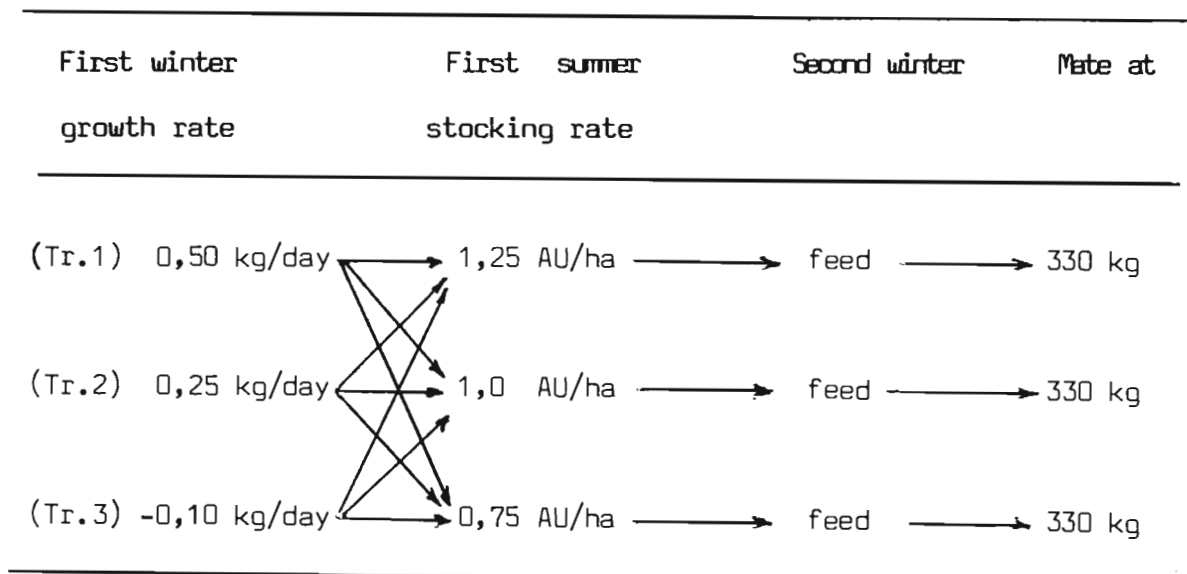 First winter First summer Second winter Mate at
growth rate stocking rate
(Tr.1) 0,50 kg/day 1,25 AU/ha feed 330 kg
(Tr.2) 0,25 kg/day 1,0 AU/ha feed 330 kg
(Tr.3) -0,10 kg/day 0,75 AU/ha feed 330 kg